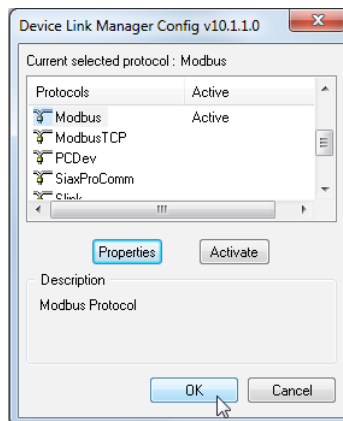 Device Link Manager Config v10.1.1.0
Current selected protocol : Modbus
Protocols Active
Modbus Active
ModbusTCP
PCDev
SiaxProComm
Slink
Properties Activate
Description
Modbus Protocol
OK Cancel